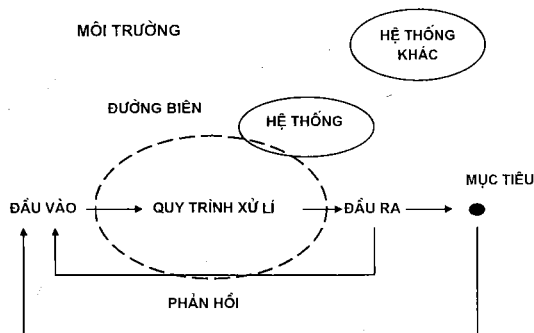 MÔI TRƯỜNG
HỆ THỐNG
KHÁC
ĐƯỜNG BIÊN
HỆ THỐNG
MỤC TIÊU
ĐẦU VÀO
QUY TRÌNH XỬ LÍ
ĐẦU RA
PHẢN HỒI